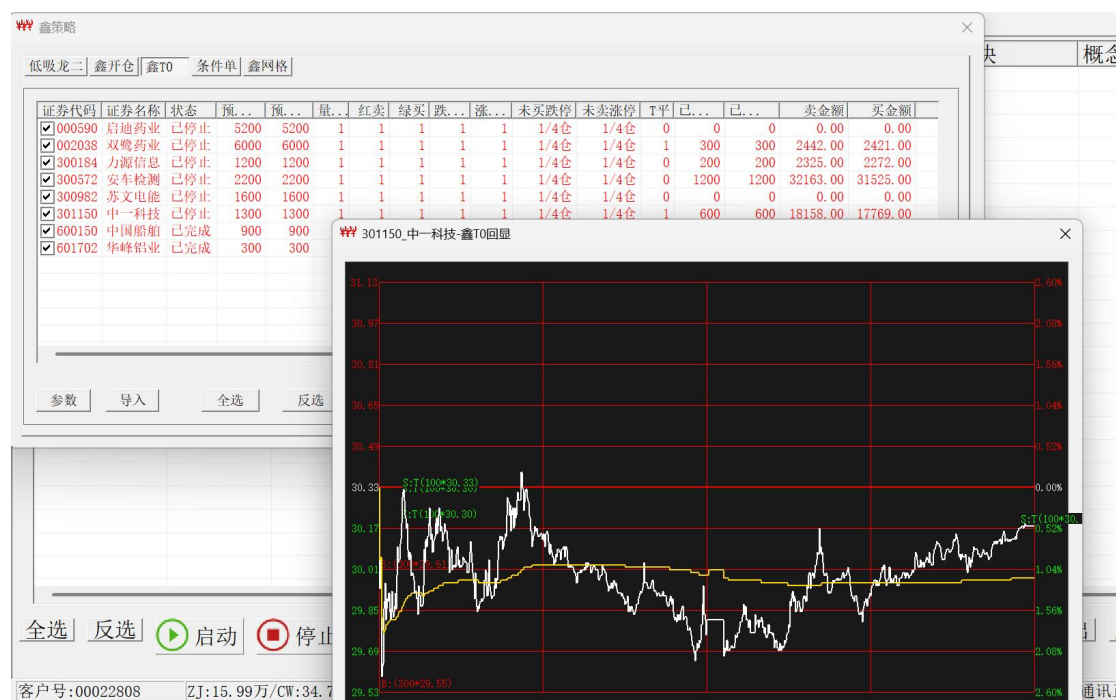 鑫策略
块 概念
低吸龙二 鑫开仓 鑫T0 条件单 鑫网格
证券代码 证券名称 状态 预... 预... 量... 红卖 绿买 跌... 涨... 未买跌停 未卖涨停 T平 已... 已... 卖金额 买金额
000590 启迪药业 已停止 5200 5200 1 1 1 1 1 1/4仓 1/4仓 0 0 0 0.00 0.00
002038 双鹭药业 已停止 6000 6000 1 1 1 1 1 1/4仓 1/4仓 1 300 300 2442.00 2421.00
300184 力源信息 已停止 1200 1200 1 1 1 1 1 1/4仓 1/4仓 0 200 200 2325.00 2272.00
300572 安车检测 已停止 2200 2200 1 1 1 1 1 1/4仓 1/4仓 0 1200 1200 32163.00 31525.00
300982 苏文电能 已停止 1600 1600 1 1 1 1 1 1/4仓 1/4仓 0 0 0 0.00 0.00
301150 中一科技 已停止 1300 1300 1 1 1 1 1 1/4仓 1/4仓 1 600 600 18158.00 17769.00
600150 中国船舶 已完成 900 900
601702 华峰铝业 已完成 300 300
301150_中一科技-鑫T0回显
31.13 2.60%
30.97 2.08%
30.81 1.56%
30.65 1.04%
30.49 0.52%
S:T(100*30.33)
30.33 0.00%
S:T(100*30.30)
S:T(100*30.
30.17 0.52%
30.01 1.04%
29.85 1.56%
29.69 2.08%
B:(300*29.55)
29.53 2.60%
参数 导入 全选 反选
全选 反选 启动 停止
客户号:00022808 ZJ:15.99万/CW:34.7 通讯